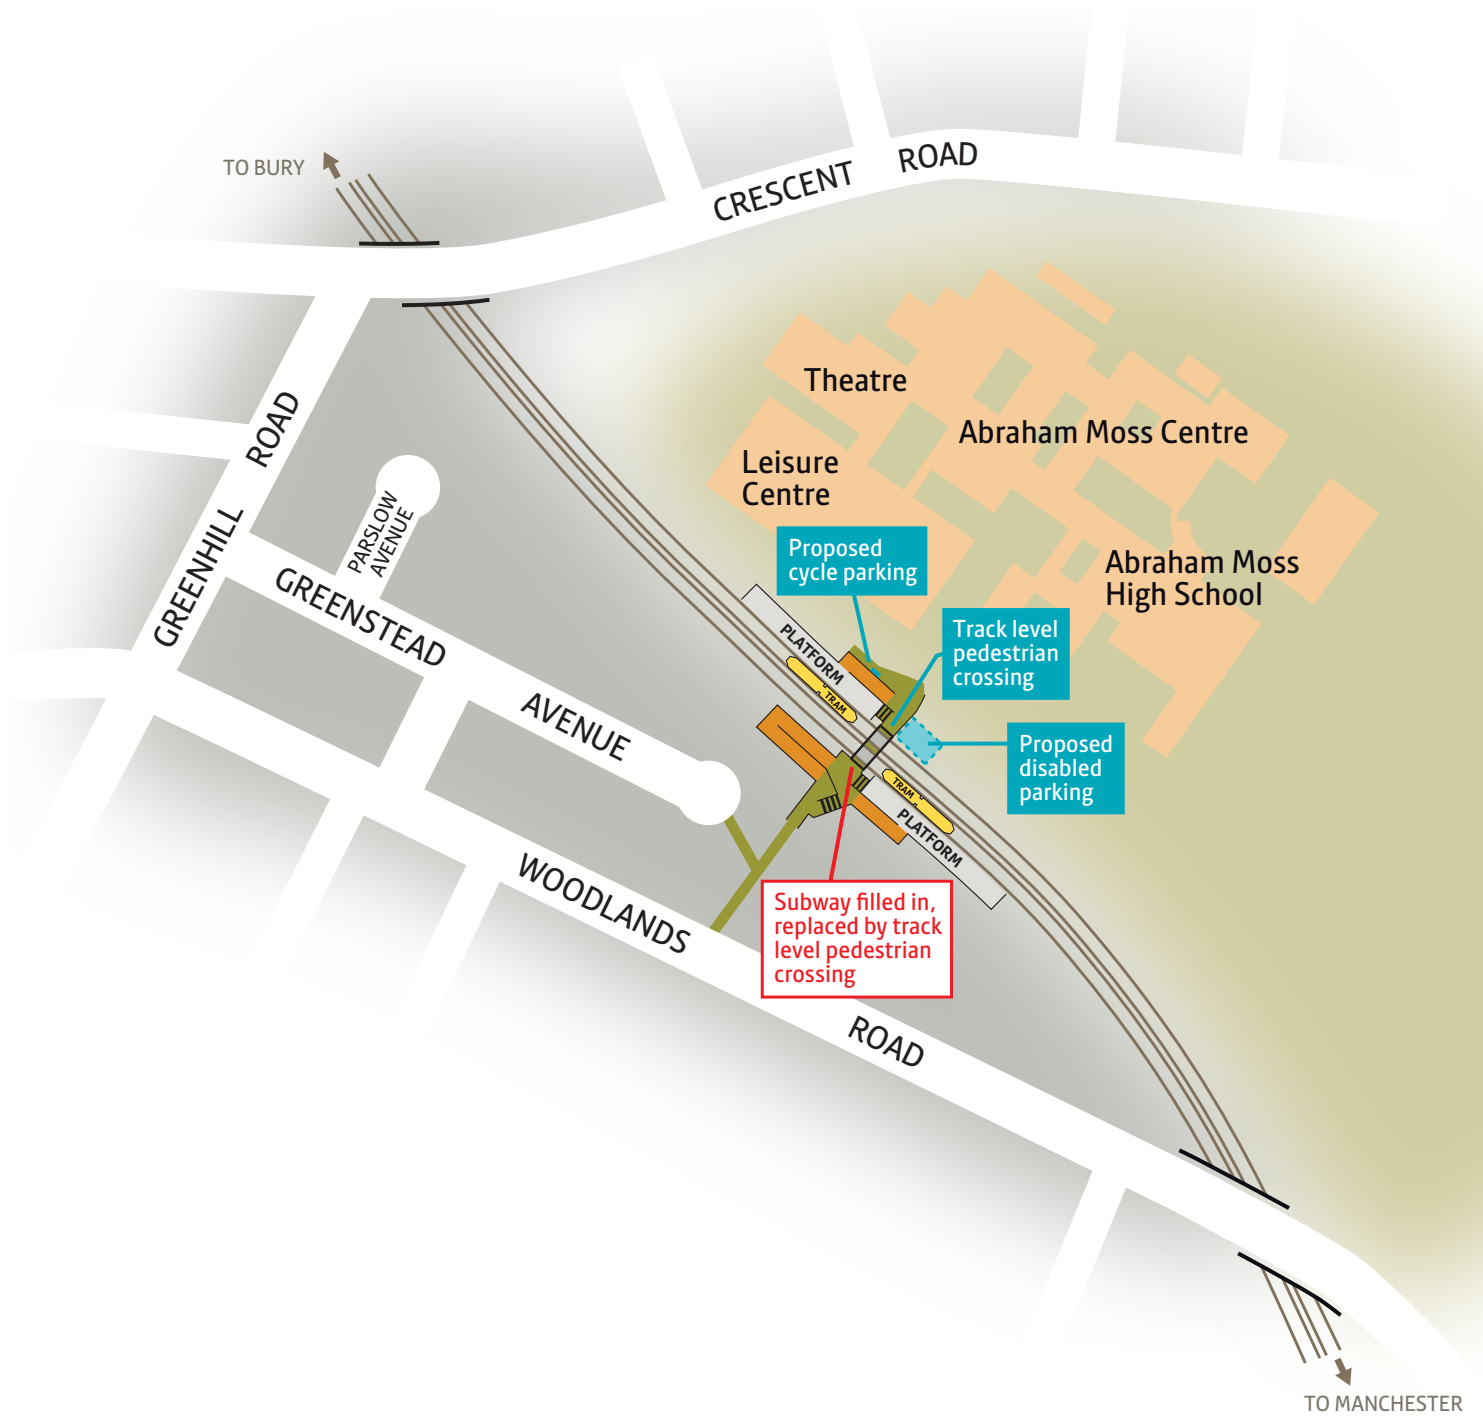 TO BURY
CRESCENT ROAD
GREENHILL ROAD
Theatre
Abraham Moss Centre
Leisure
Centre
PARSLOW
AVENUE
Proposed
cycle parking
Abraham Moss
High School
GREENSTEAD AVENUE
Track level
pedestrian
crossing
PLATFORM
TRAM
Proposed
disabled
parking
TRAM
PLATFORM
WOODLANDS ROAD
Subway filled in,
replaced by track
level pedestrian
crossing
TO MANCHESTER